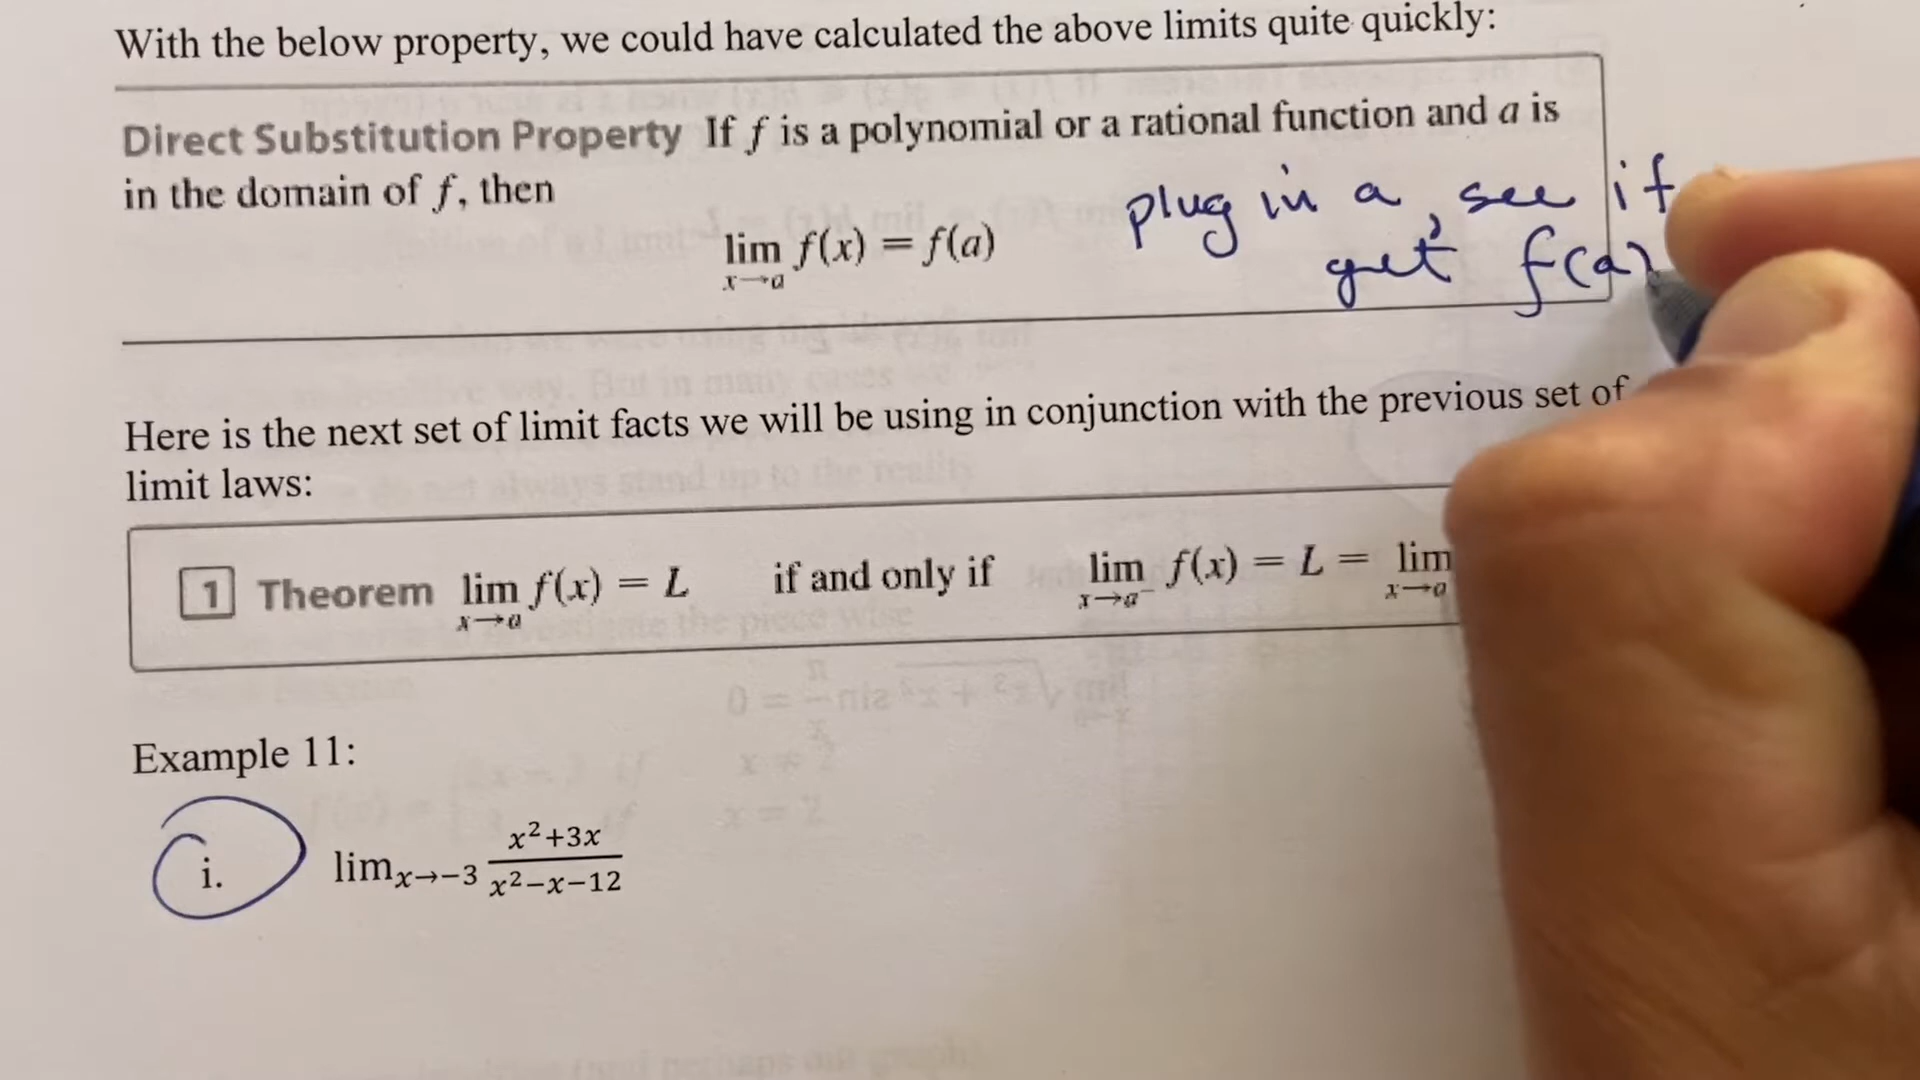 With the below property, we could have calculated the above limits quite quickly:
Direct Substitution Property If f is a polynomial or a rational function and a is
in the domain of f, then
plug in a, see if
lim f(x) = f(a)
x→a
get f(a)
Here is the next set of limit facts we will be using in conjunction with the previous set of
limit laws:
1 Theorem lim f(x) = L if and only if lim f(x) = L = lim
x→a x→a⁻ x→a
Example 11:
i. lim x→−3 (x²+3x)/(x²−x−12)